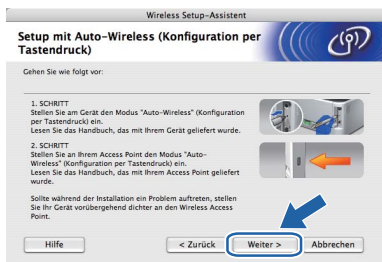 Wireless Setup-Assistent
Setup mit Auto-Wireless (Konfiguration per
Tastendruck)
Gehen Sie wie folgt vor:
1. SCHRITT
Stellen Sie am Gerät den Modus "Auto-Wireless" (Konfiguration
per Tastendruck) ein.
Lesen Sie das Handbuch, das mit Ihrem Gerät geliefert wurde.
2. SCHRITT
Stellen Sie an Ihrem Access Point den Modus "Auto-
Wireless" (Konfiguration per Tastendruck) ein.
Lesen Sie das Handbuch, das mit Ihrem Access Point geliefert
wurde.
Sollte während der Installation ein Problem auftreten, stellen
Sie Ihr Gerät vorübergehend dichter an den Wireless Access
Point.
Hilfe
< Zurück
Weiter >
Abbrechen